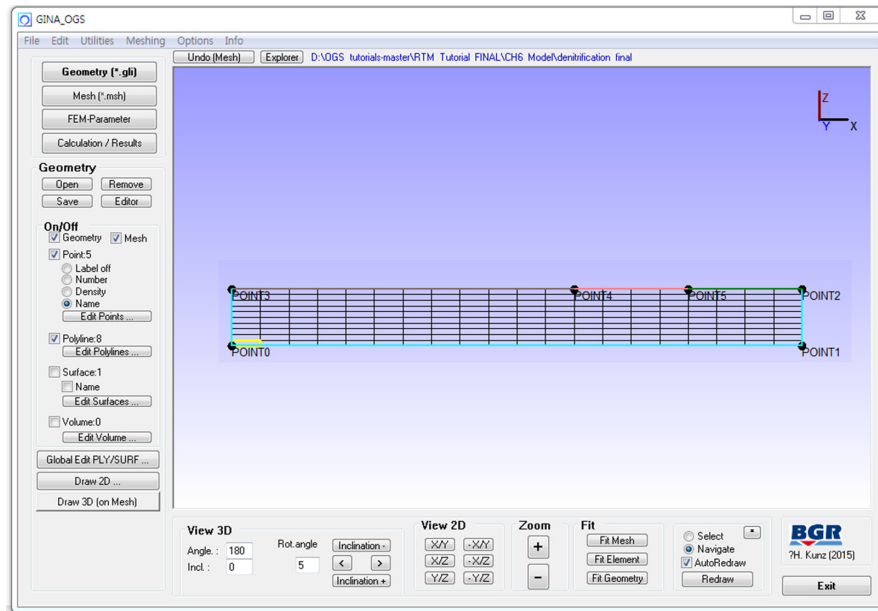 GINA_OGS
File Edit Utilities Meshing Options Info
Undo (Mesh) Explorer D:\OGS tutorials-master\RTM Tutorial FINAL\CH6 Model\denitrification final
Geometry (*.gli)
Mesh (*.msh)
FEM-Parameter
Calculation / Results
Geometry
Open Remove
Save Editor
On/Off
Geometry Mesh
Point:5
Label off
Number
Density
Name
Edit Points ...
Polyline:8
Edit Polylines ...
Surface:1
Name
Edit Surfaces ...
Volume:0
Edit Volume ...
Global Edit PLY/SURF ...
Draw 2D ...
Draw 3D (on Mesh)
Z
Y X
POINT3 POINT4 POINT5 POINT2
POINT0 POINT1
View 3D
Angle. : 180
Incl. : 0
Rot.angle
5
Inclination -
< >
Inclination +
View 2D
X/Y -X/Y
X/Z -X/Z
Y/Z -Y/Z
Zoom
+
-
Fit
Fit Mesh
Fit Element
Fit Geometry
Select *
Navigate
AutoRedraw
Redraw
BGR
?H. Kunz (2015)
Exit